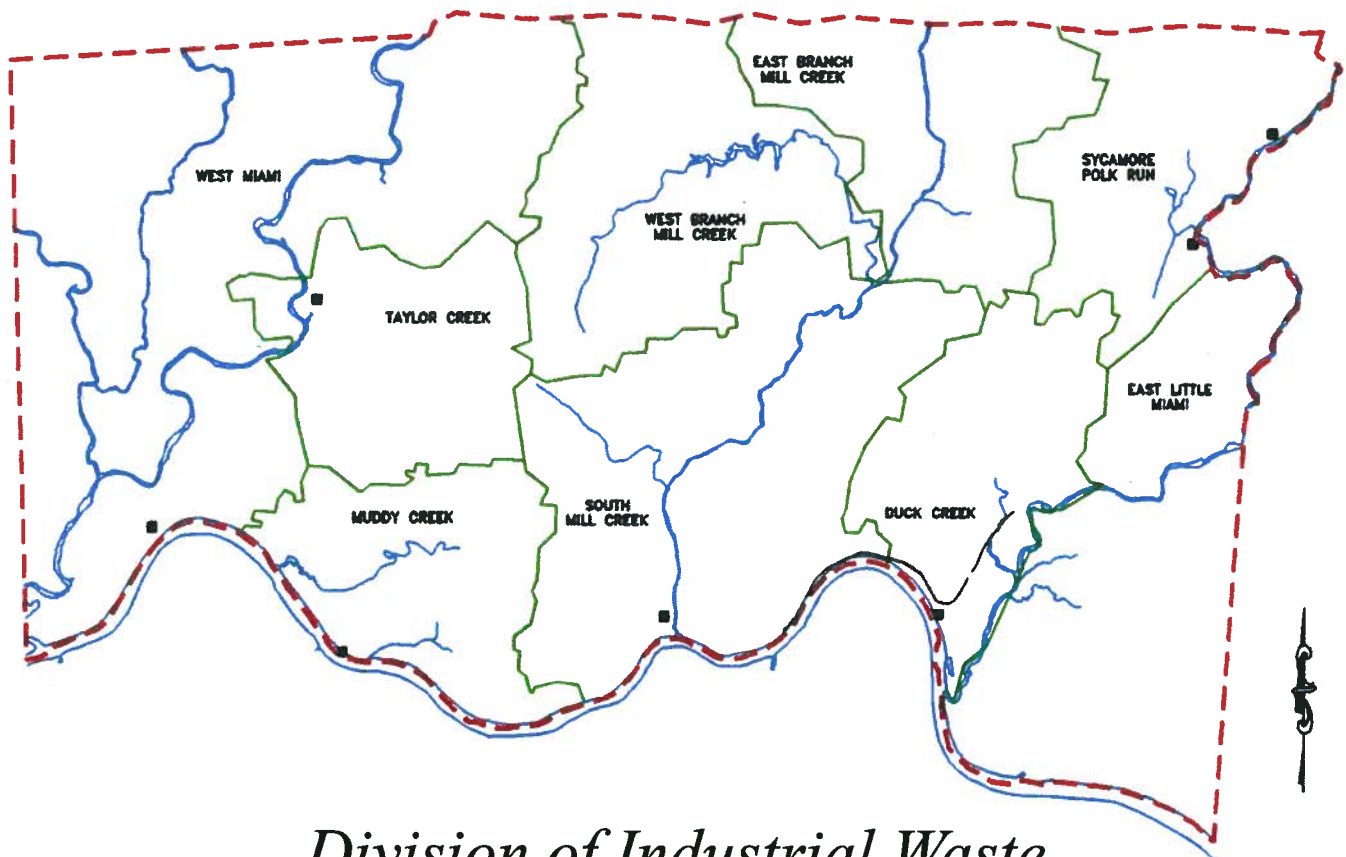 EAST BRANCH
MILL CREEK
WEST MIAMI
SYCAMORE
POLK RUN
WEST BRANCH
MILL CREEK
TAYLOR CREEK
EAST LITTLE
MIAMI
MUDDY CREEK
SOUTH
MILL CREEK
DUCK CREEK
Division of Industrial Waste